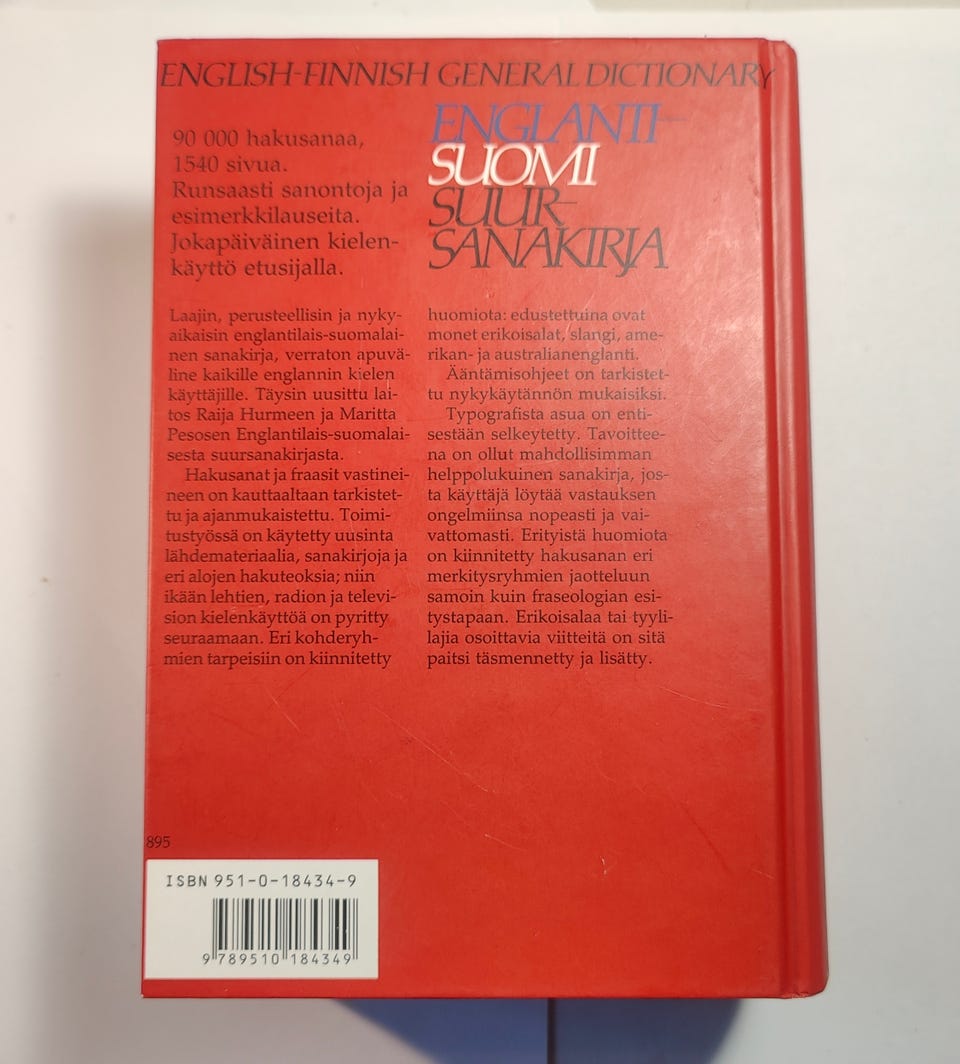 ENGLISH-FINNISH GENERAL DICTIONARY
90 000 hakusanaa,
1540 sivua.
Runsaasti sanontoja ja
esimerkkilauseita.
Jokapäiväinen kielen-
käyttö etusijalla.
ENGLANTI-
SUOMI
SUUR-
SANAKIRJA
Laajin, perusteellisin ja nyky-
aikaisin englantilais-suomalai-
nen sanakirja, verraton apuvä-
line kaikille englannin kielen
käyttäjille. Täysin uusittu lai-
tos Raija Hurmeen ja Maritta
Pesosen Englantilais-suomalai-
sesta suursanakirjasta.
Hakusanat ja fraasit vastinei-
neen on kauttaaltaan tarkistet-
tu ja ajanmukaistettu. Toimi-
tustyössä on käytetty uusinta
lähdemateriaalia, sanakirjoja ja
eri alojen hakuteoksia; niin
ikään lehtien, radion ja televi-
sion kielenkäyttöä on pyritty
seuraamaan. Eri kohderyh-
mien tarpeisiin on kiinnitetty
huomiota: edustettuina ovat
monet erikoisalat, slangi, ame-
rikan- ja australianenglanti.
Ääntämisohjeet on tarkistet-
tu nykykäytännön mukaisiksi.
Typografista asua on enti-
sestään selkeytetty. Tavoittee-
na on ollut mahdollisimman
helppolukuinen sanakirja, jos-
ta käyttäjä löytää vastauksen
ongelmiinsa nopeasti ja vai-
vattomasti. Erityistä huomiota
on kiinnitetty hakusanan eri
merkitysryhmien jaotteluun
samoin kuin fraseologian esi-
tystapaan. Erikoisalaa tai tyyli-
lajia osoittavia viitteitä on sitä
paitsi täsmennetty ja lisätty.
895
ISBN 951-0-18434-9
9 789510 184349